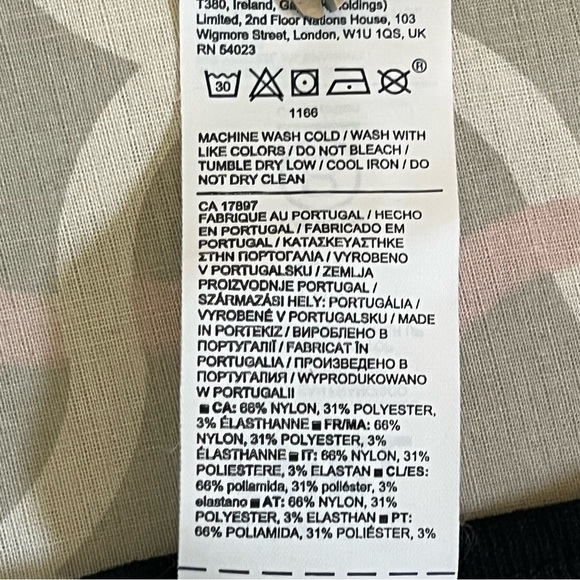 T380, Ireland,
Limited, 2nd Floor Nations House, 103
Wigmore Street, London, W1U 1QS, UK
RN 54023
30
®
1166
MACHINE WASH COLD / WASH WITH
LIKE COLORS / DO NOT BLEACH /
TUMBLE DRY LOW / COOL IRON / DO
NOT DRY CLEAN
CA 17897
FABRIQUE AU PORTUGAL / HECHO
EN PORTUGAL / FABRICADO EM
PORTUGAL / ΚΑΤΑΣΚΕΥΑΣΤΗΚΕ
ΣΤΗΝ ΠΟΡΤΟΓΑΛΙΑ / VYROBENO
V PORTUGALSKU / ZEMLJA
PROIZVODNJE PORTUGAL /
SZÁRMAZÁSI HELY: PORTUGÁLIA /
VYROBENÉ V PORTUGALSKU / MADE
IN PORTEKIZ / ВИРОБЛЕНО В
ПОРТУГАЛІЇ / FABRICAT ÎN
PORTUGALIA / ПРОИЗВЕДЕНО В
ПОРТУГАЛИЯ / WYPRODUKOWANO
W PORTUGALII
■ CA: 66% NYLON, 31% POLYESTER,
3% ÉLASTHANNE ■ FR/MA: 66%
NYLON, 31% POLYESTER, 3%
ÉLASTHANNE ■ IT: 66% NYLON, 31%
POLIESTERE, 3% ELASTAN ■ CL/ES:
66% poliamida, 31% poliéster, 3%
elastano ■ AT: 66% NYLON, 31%
POLYESTER, 3% ELASTHAN ■ PT:
66% POLIAMIDA, 31% POLIÉSTER, 3%